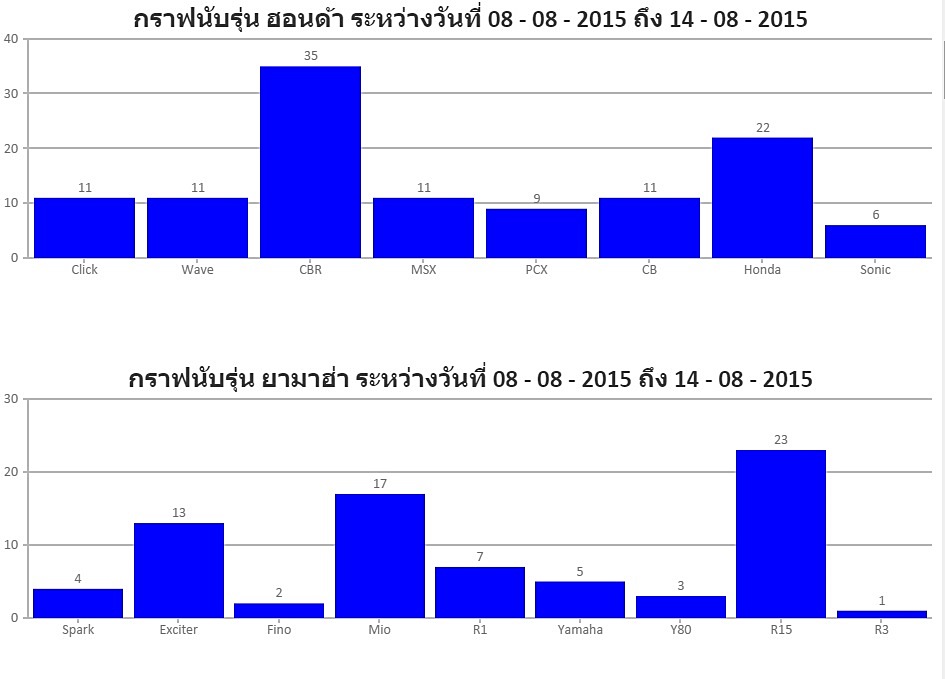 กราฟนับรุ่น ฮอนด้า ระหว่างวันที่ 08 - 08 - 2015 ถึง 14 - 08 - 2015
40
35
30
22
20
11 11 11 9 11
10
6
0
Click Wave CBR MSX PCX CB Honda Sonic
กราฟนับรุ่น ยามาฮ่า ระหว่างวันที่ 08 - 08 - 2015 ถึง 14 - 08 - 2015
30
23
20
17
13
10
7
4 2 5 3 1
0
Spark Exciter Fino Mio R1 Yamaha Y80 R15 R3